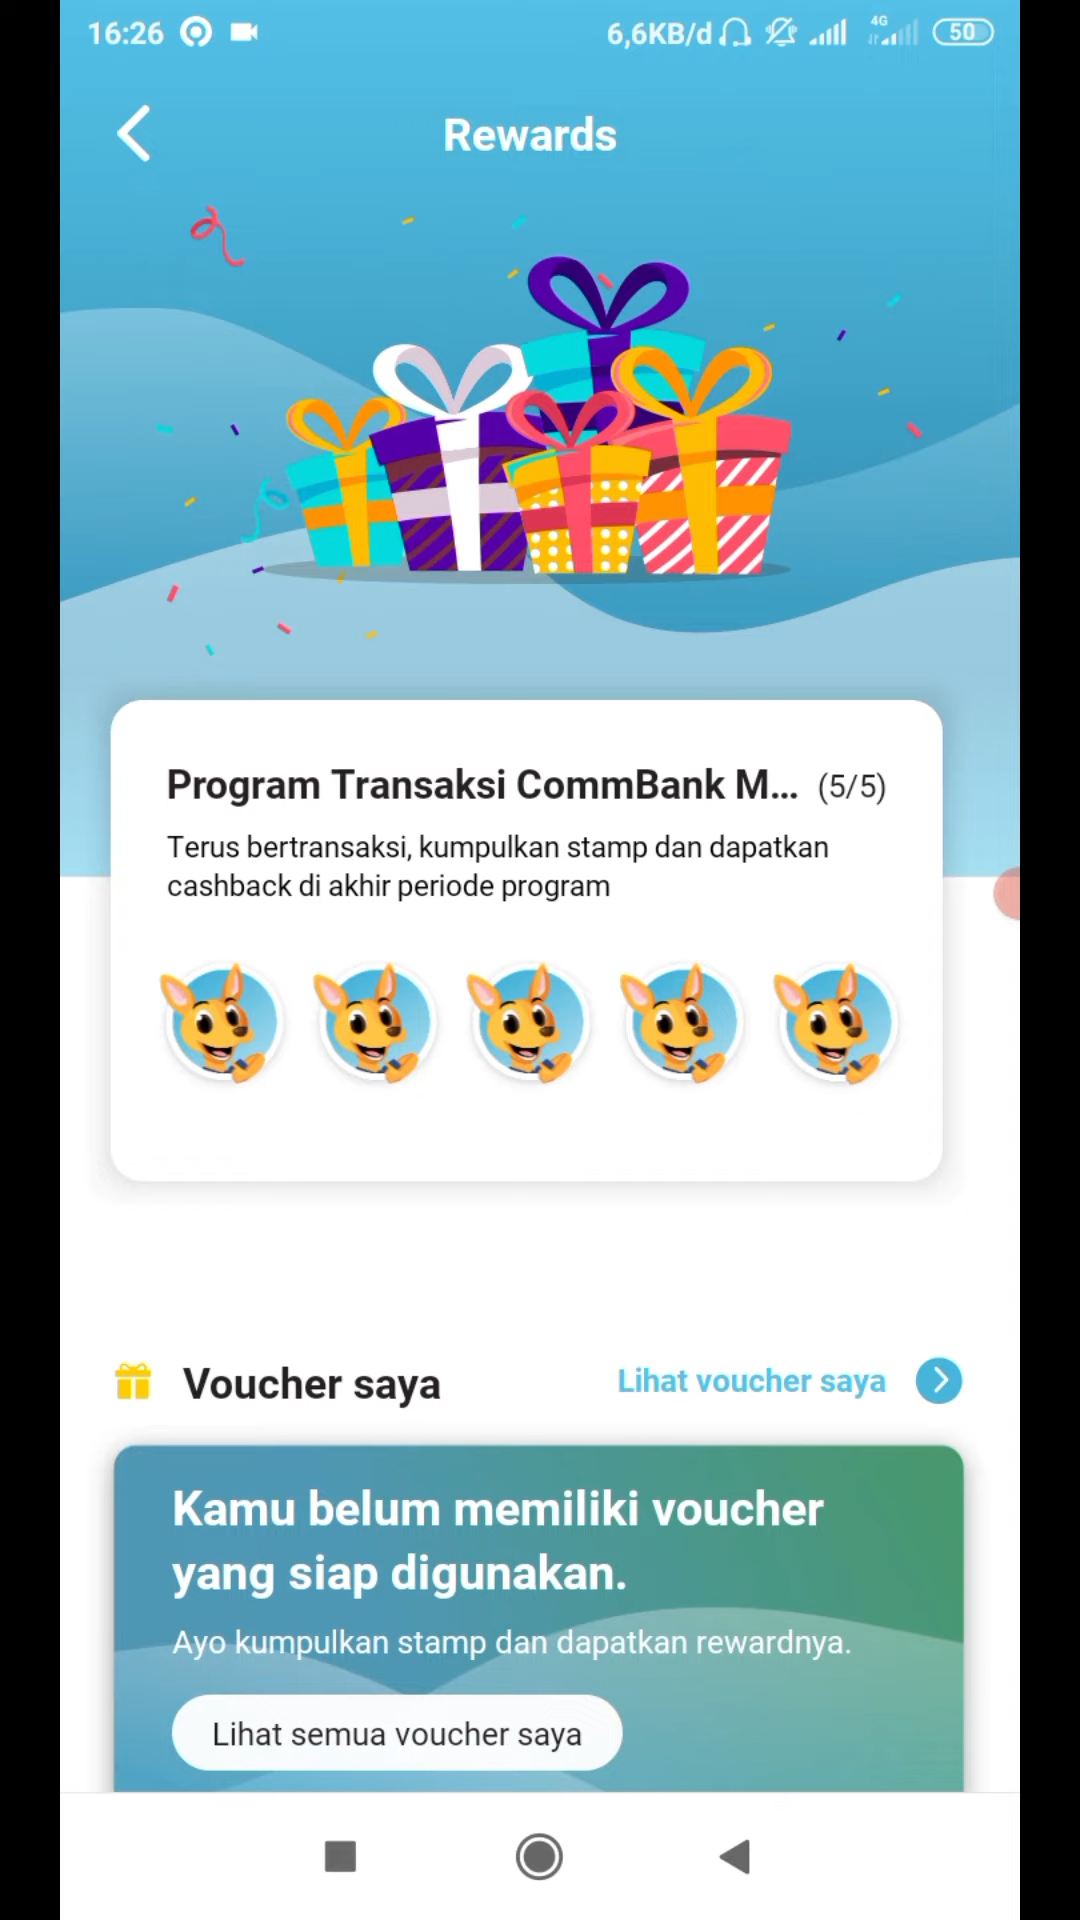 16:26
6,6KB/d
4G
50
Rewards
Program Transaksi CommBank M... (5/5)
Terus bertransaksi, kumpulkan stamp dan dapatkan
cashback di akhir periode program
Voucher saya
Lihat voucher saya
Kamu belum memiliki voucher
yang siap digunakan.
Ayo kumpulkan stamp dan dapatkan rewardnya.
Lihat semua voucher saya